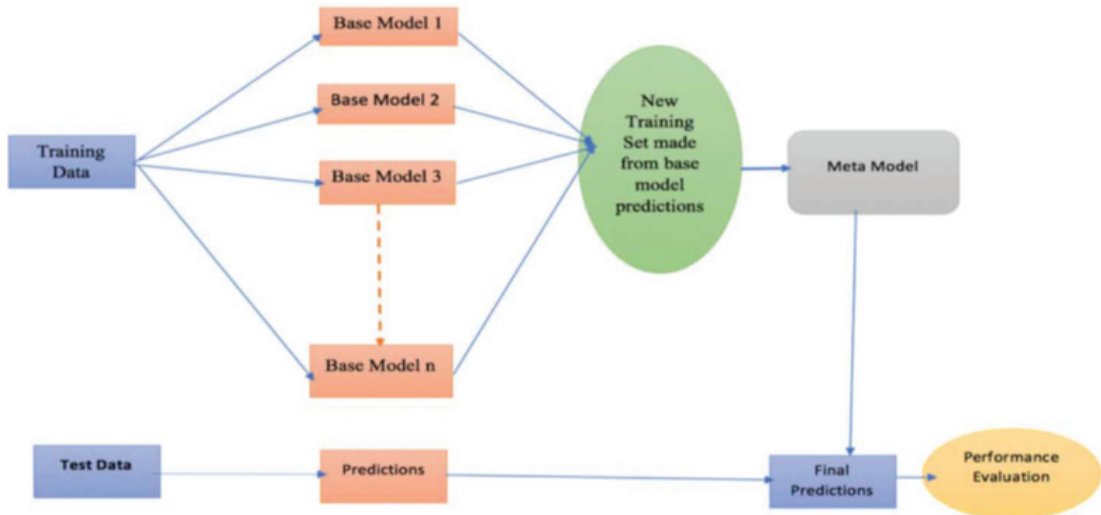 Base Model 1
Base Model 2
Base Model 3
Training
Data
New
Training
Set made
from base
model
predictions
Meta Model
Base Model n
Test Data
Predictions
Final
Predictions
Performance
Evaluation